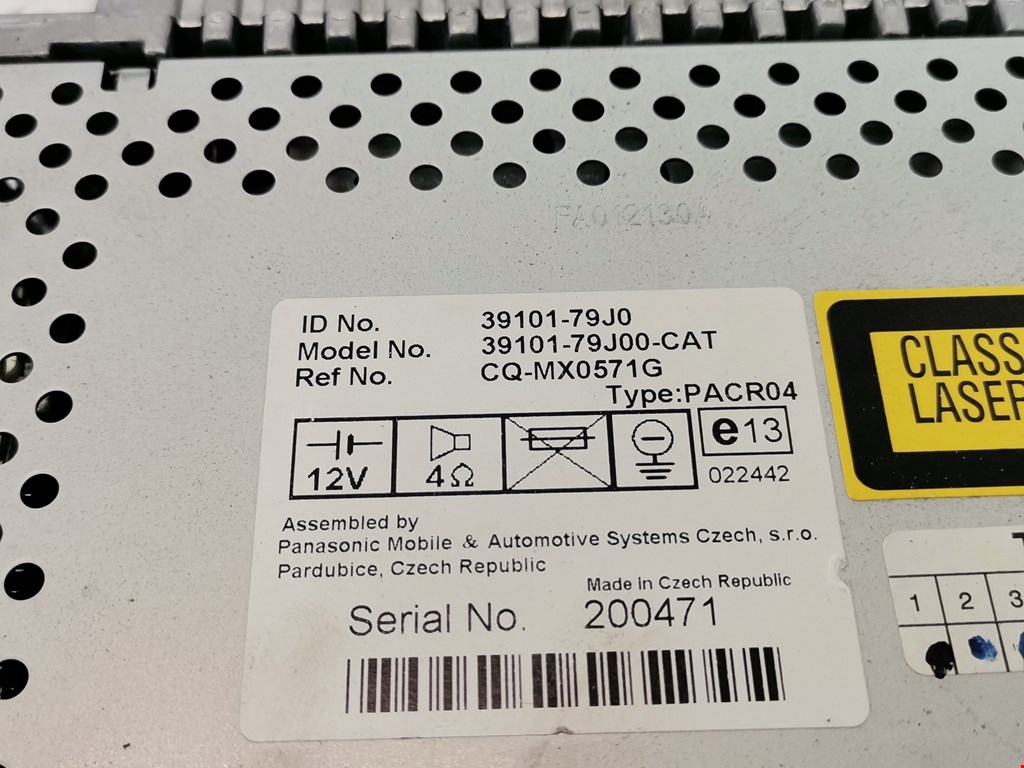 FA012130A
ID No. 39101-79J0
Model No. 39101-79J00-CAT
Ref No. CQ-MX0571G
Type:PACR04
12V 4Ω e13
022442
Assembled by
Panasonic Mobile & Automotive Systems Czech, s.r.o.
Pardubice, Czech Republic
Made in Czech Republic
Serial No. 200471
CLASS
LASER
T
1 2 3